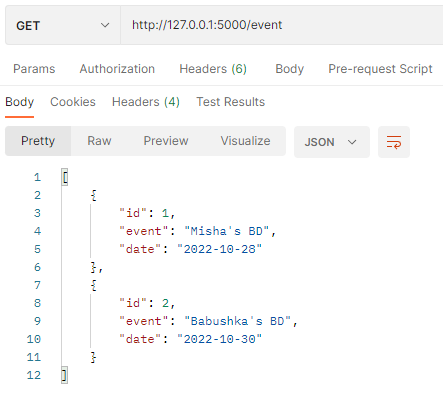 GET http://127.0.0.1:5000/event
Params Authorization Headers (6) Body Pre-request Script
Body Cookies Headers (4) Test Results
Pretty Raw Preview Visualize JSON
1 [
2 {
3 "id": 1,
4 "event": "Misha's BD",
5 "date": "2022-10-28"
6 },
7 {
8 "id": 2,
9 "event": "Babushka's BD",
10 "date": "2022-10-30"
11 }
12 ]